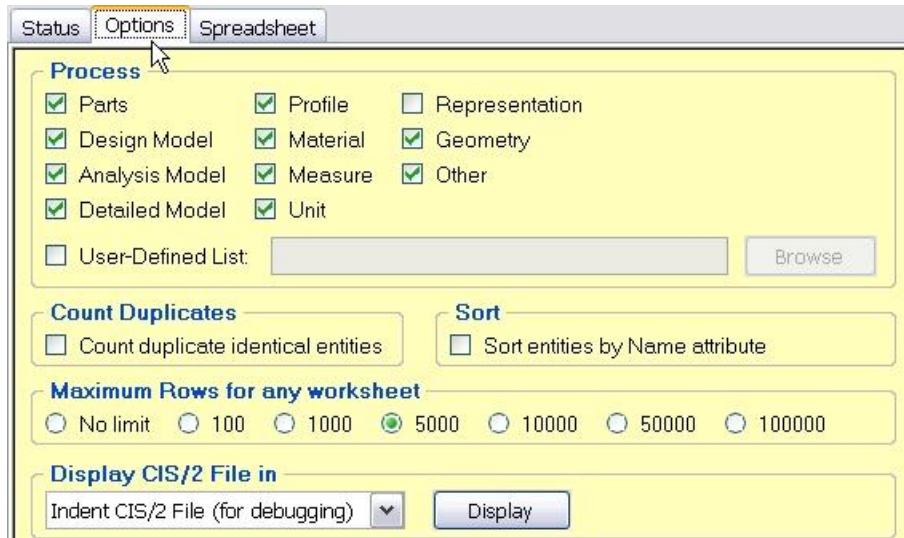 Status Options Spreadsheet
Process
Parts Profile Representation
Design Model Material Geometry
Analysis Model Measure Other
Detailed Model Unit
User-Defined List: Browse
Count Duplicates Sort
Count duplicate identical entities Sort entities by Name attribute
Maximum Rows for any worksheet
No limit 100 1000 5000 10000 50000 100000
Display CIS/2 File in
Indent CIS/2 File (for debugging) Display